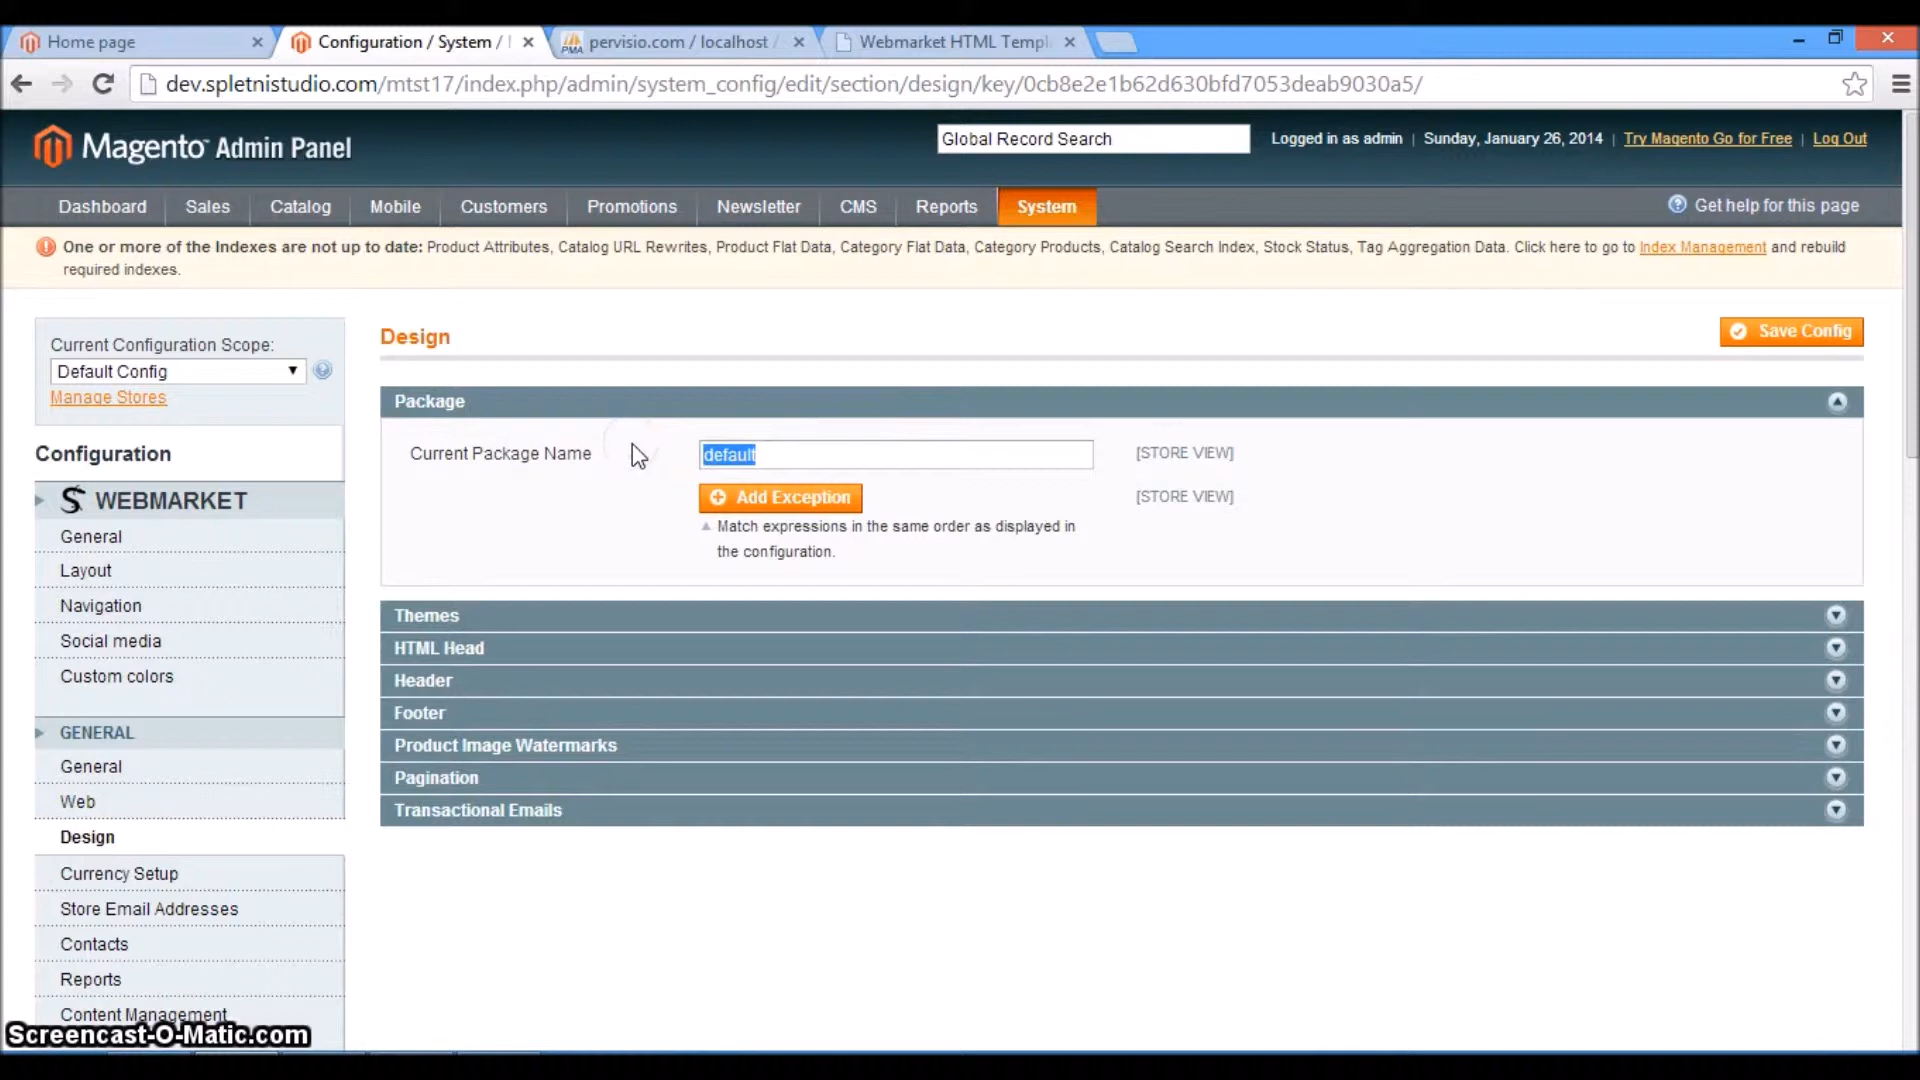 Home page
Configuration / System /
pervisio.com / localhost /
Webmarket HTML Templ
dev.spletnistudio.com/mtst17/index.php/admin/system_config/edit/section/design/key/0cb8e2e1b62d630bfd7053deab9030a5/
Magento Admin Panel
Global Record Search
Logged in as admin | Sunday, January 26, 2014 | Try Magento Go for Free | Log Out
Dashboard Sales Catalog Mobile Customers Promotions Newsletter CMS Reports System
Get help for this page
One or more of the Indexes are not up to date: Product Attributes, Catalog URL Rewrites, Product Flat Data, Category Flat Data, Category Products, Catalog Search Index, Stock Status, Tag Aggregation Data. Click here to go to Index Management and rebuild
required indexes.
Current Configuration Scope:
Default Config
Manage Stores
Configuration
WEBMARKET
General
Layout
Navigation
Social media
Custom colors
GENERAL
General
Web
Design
Currency Setup
Store Email Addresses
Contacts
Reports
Content Management
Design
Save Config
Package
Current Package Name default [STORE VIEW]
Add Exception [STORE VIEW]
Match expressions in the same order as displayed in
the configuration.
Themes
HTML Head
Header
Footer
Product Image Watermarks
Pagination
Transactional Emails
Screencast-O-Matic.com